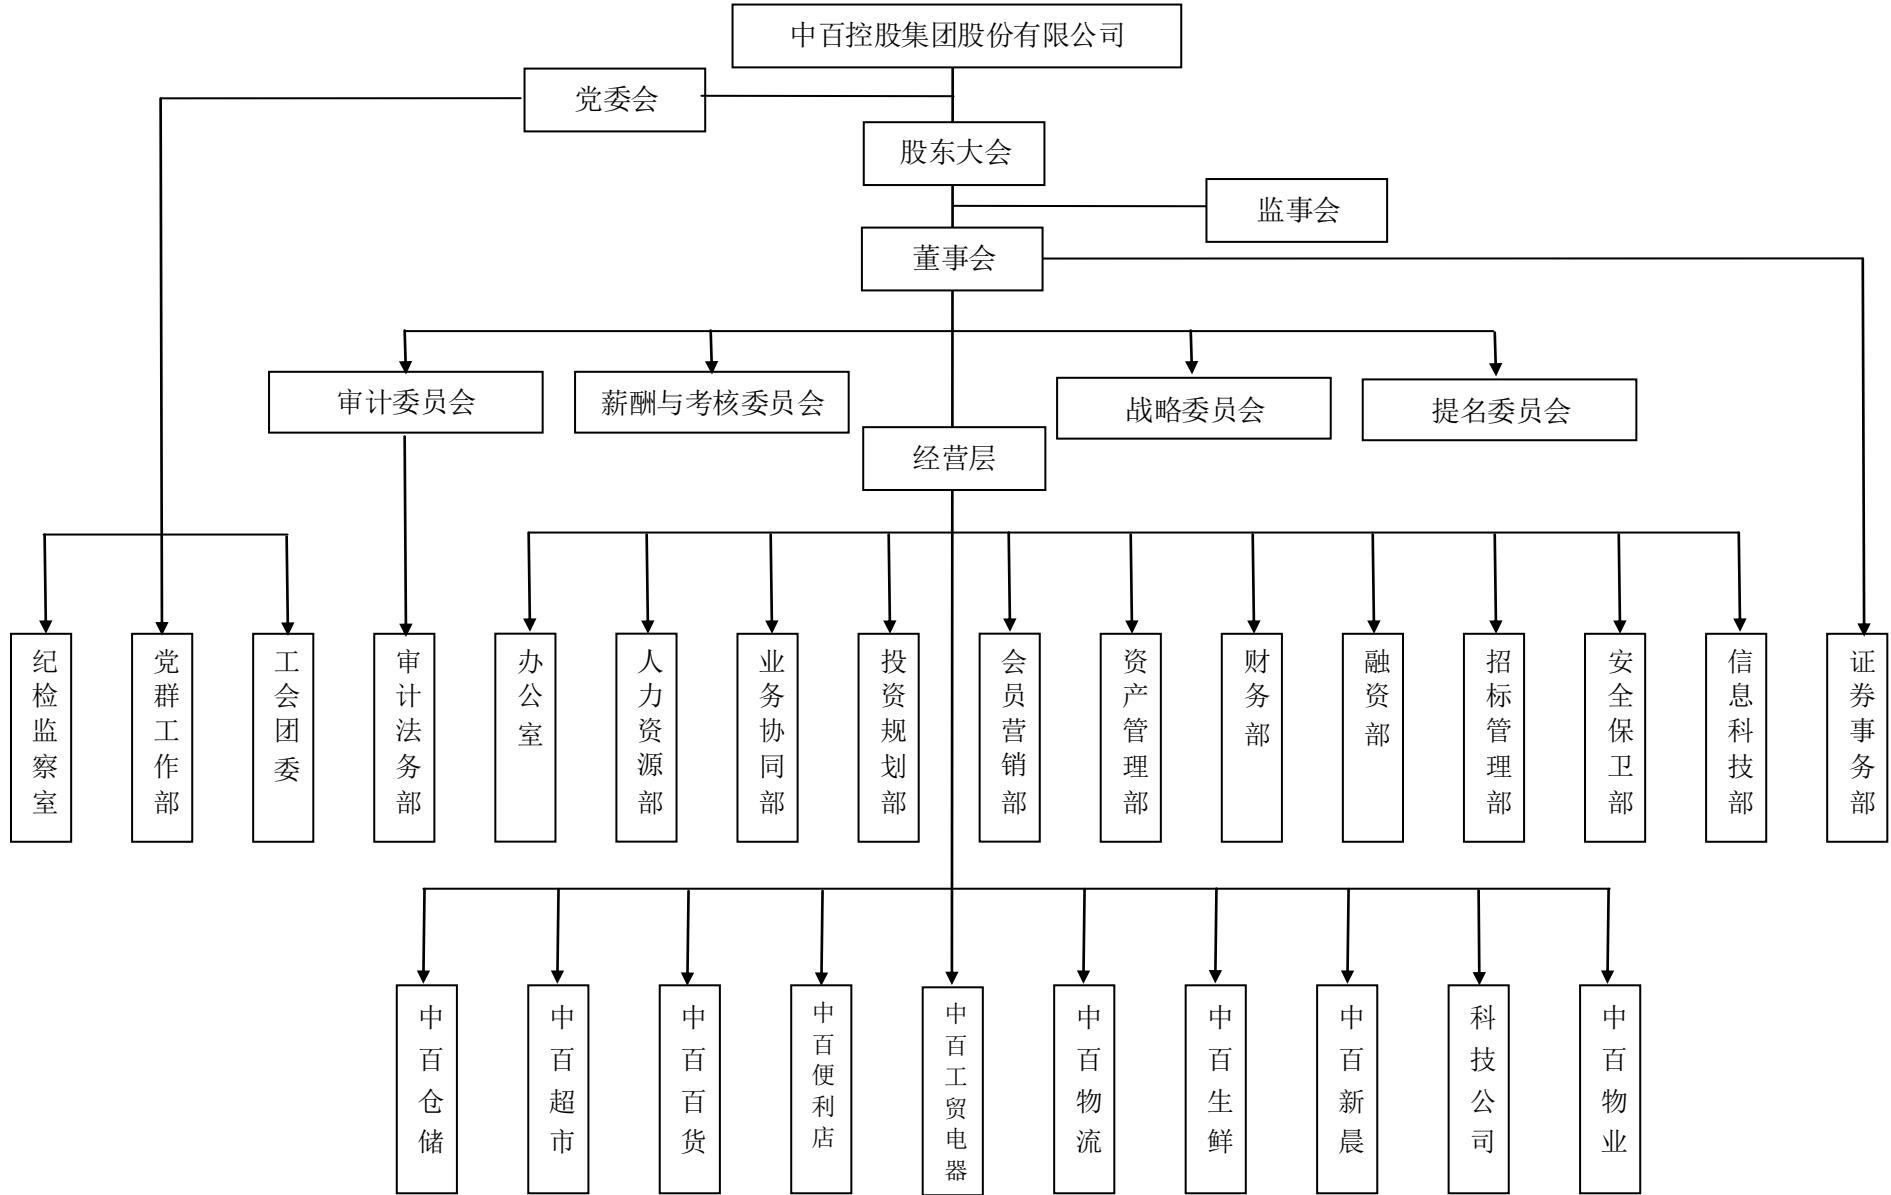 中百控股集团股份有限公司
党委会
股东大会
监事会
董事会
审计委员会
薪酬与考核委员会
战略委员会
提名委员会
经营层
纪检监察室
党群工作部
工会团委
审计法务部
办公室
人力资源部
业务协同部
投资规划部
会员营销部
资产管理部
财务部
融资部
招标管理部
安全保卫部
信息科技部
证券事务部
中百仓储
中百超市
中百百货
中百便利店
中百工贸电器
中百物流
中百生鲜
中百新晨
科技公司
中百物业